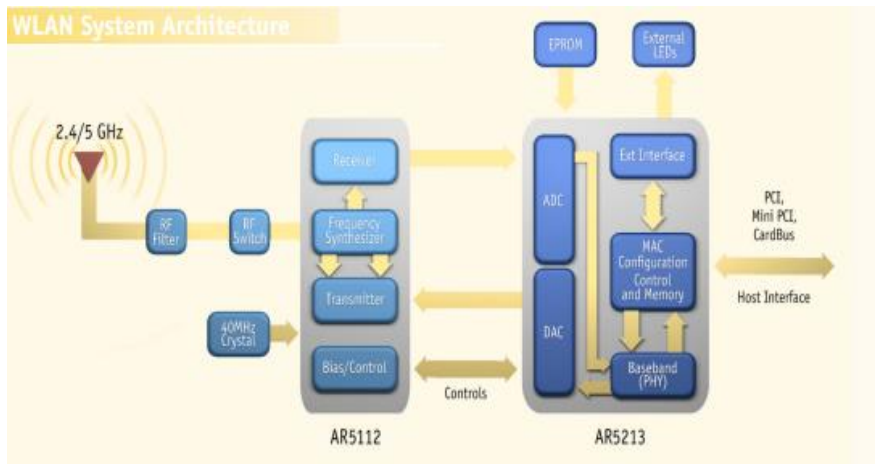 WLAN System Architecture
EPROM
External
LEDs
2.4/5 GHz
Receiver
Ext Interface
ADC
PCI,
Mini PCI,
CardBus
RF
Filter
RF
Switch
Frequency
Synthesizer
MAC
Configuration
Control
and Memory
Host Interface
Transmitter
40MHz
Crystal
DAC
Bias/Control
Baseband
(PHY)
Controls
AR5112
AR5213